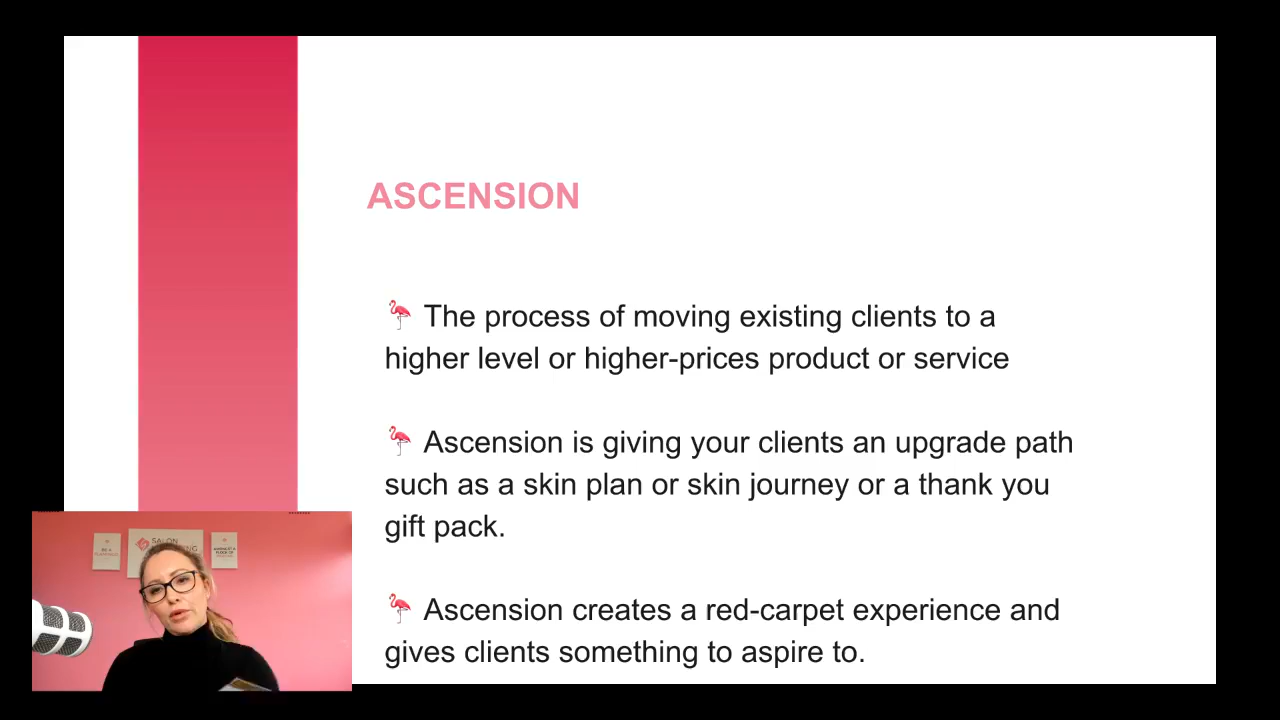 ASCENSION
🦩 The process of moving existing clients to a
higher level or higher-prices product or service
🦩 Ascension is giving your clients an upgrade path
such as a skin plan or skin journey or a thank you
gift pack.
🦩 Ascension creates a red-carpet experience and
gives clients something to aspire to.
BE A
SALON